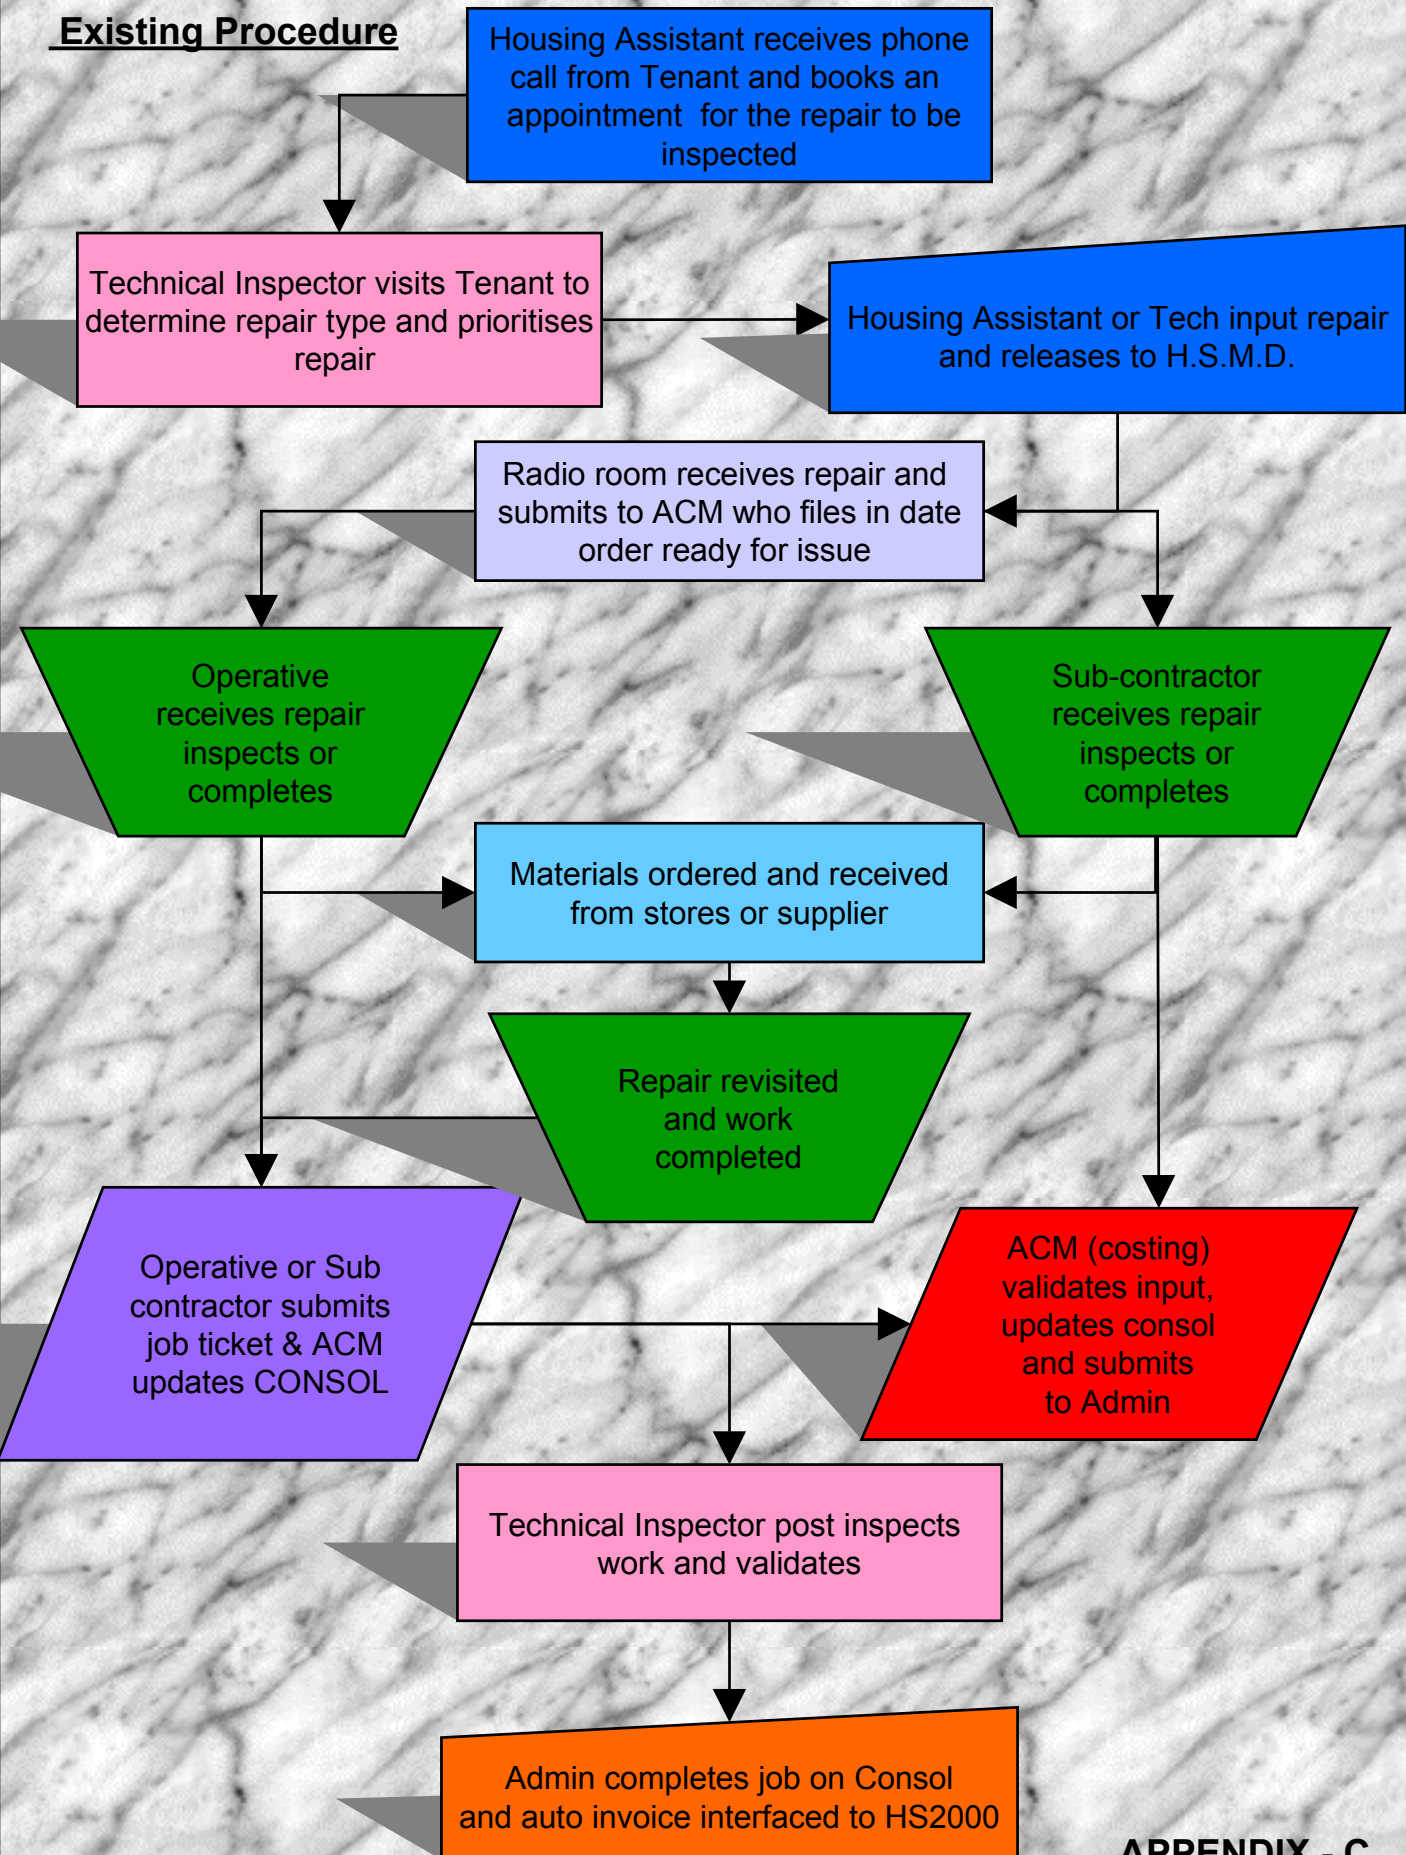 Existing Procedure
Housing Assistant receives phone
call from Tenant and books an
appointment for the repair to be
inspected
Technical Inspector visits Tenant to
determine repair type and prioritises
repair
Housing Assistant or Tech input repair
and releases to H.S.M.D.
Radio room receives repair and
submits to ACM who files in date
order ready for issue
Operative
receives repair
inspects or
completes
Sub-contractor
receives repair
inspects or
completes
Materials ordered and received
from stores or supplier
Repair revisited
and work
completed
Operative or Sub
contractor submits
job ticket & ACM
updates CONSOL
ACM (costing)
validates input,
updates consol
and submits
to Admin
Technical Inspector post inspects
work and validates
Admin completes job on Consol
and auto invoice interfaced to HS2000
APPENDIX - C